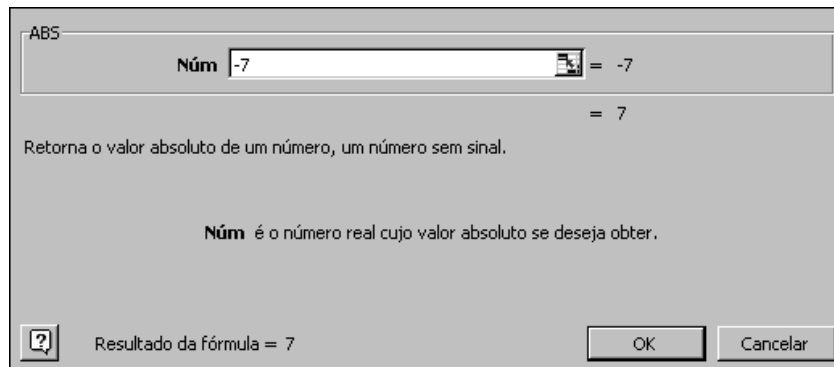 ABS
Núm -7 = -7
= 7
Retorna o valor absoluto de um número, um número sem sinal.
Núm é o número real cujo valor absoluto se deseja obter.
? Resultado da fórmula = 7 OK Cancelar